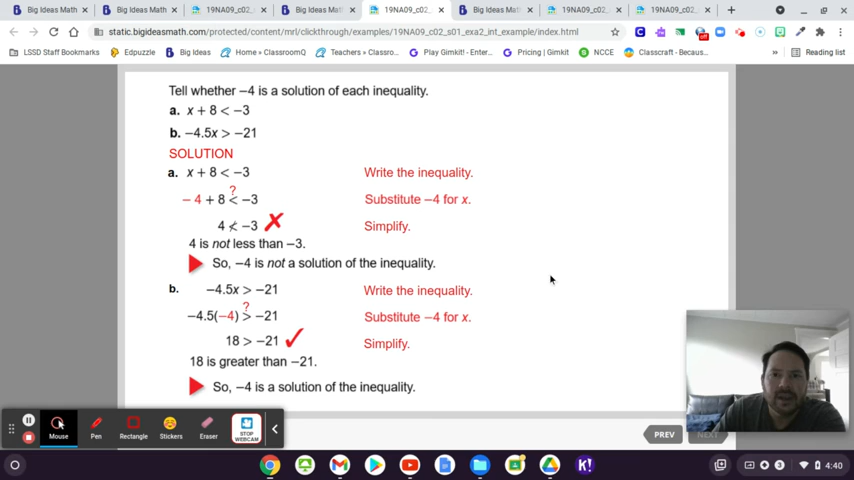 Big Ideas Math
Big Ideas Math
19NA09_c02_
Big Ideas Math
19NA09_c02_
Big Ideas Math
19NA09_c02_
19NA09_c02_
static.bigideasmath.com/protected/content/mrl/clickthrough/examples/19NA09_c02_s01_exa2_int_example/index.html
LSSD Staff Bookmarks
Edpuzzle
Big Ideas
Home » ClassroomQ
Teachers » Classro...
Play Gimkit! - Enter...
Pricing | Gimkit
NCCE
Classcraft - Becaus...
»
Reading list
Tell whether −4 is a solution of each inequality.
a. x + 8 < −3
b. −4.5x > −21
SOLUTION
a. x + 8 < −3 Write the inequality.
?
− 4 + 8 < −3 Substitute −4 for x.
4 ≮ −3 ✗ Simplify.
4 is not less than −3.
So, −4 is not a solution of the inequality.
b. −4.5x > −21 Write the inequality.
?
−4.5(−4) > −21 Substitute −4 for x.
18 > −21 ✓ Simplify.
18 is greater than −21.
So, −4 is a solution of the inequality.
Mouse
Pen
Rectangle
Stickers
Eraser
STOP
WEBCAM
PREV
NEXT
K!
3
4:40